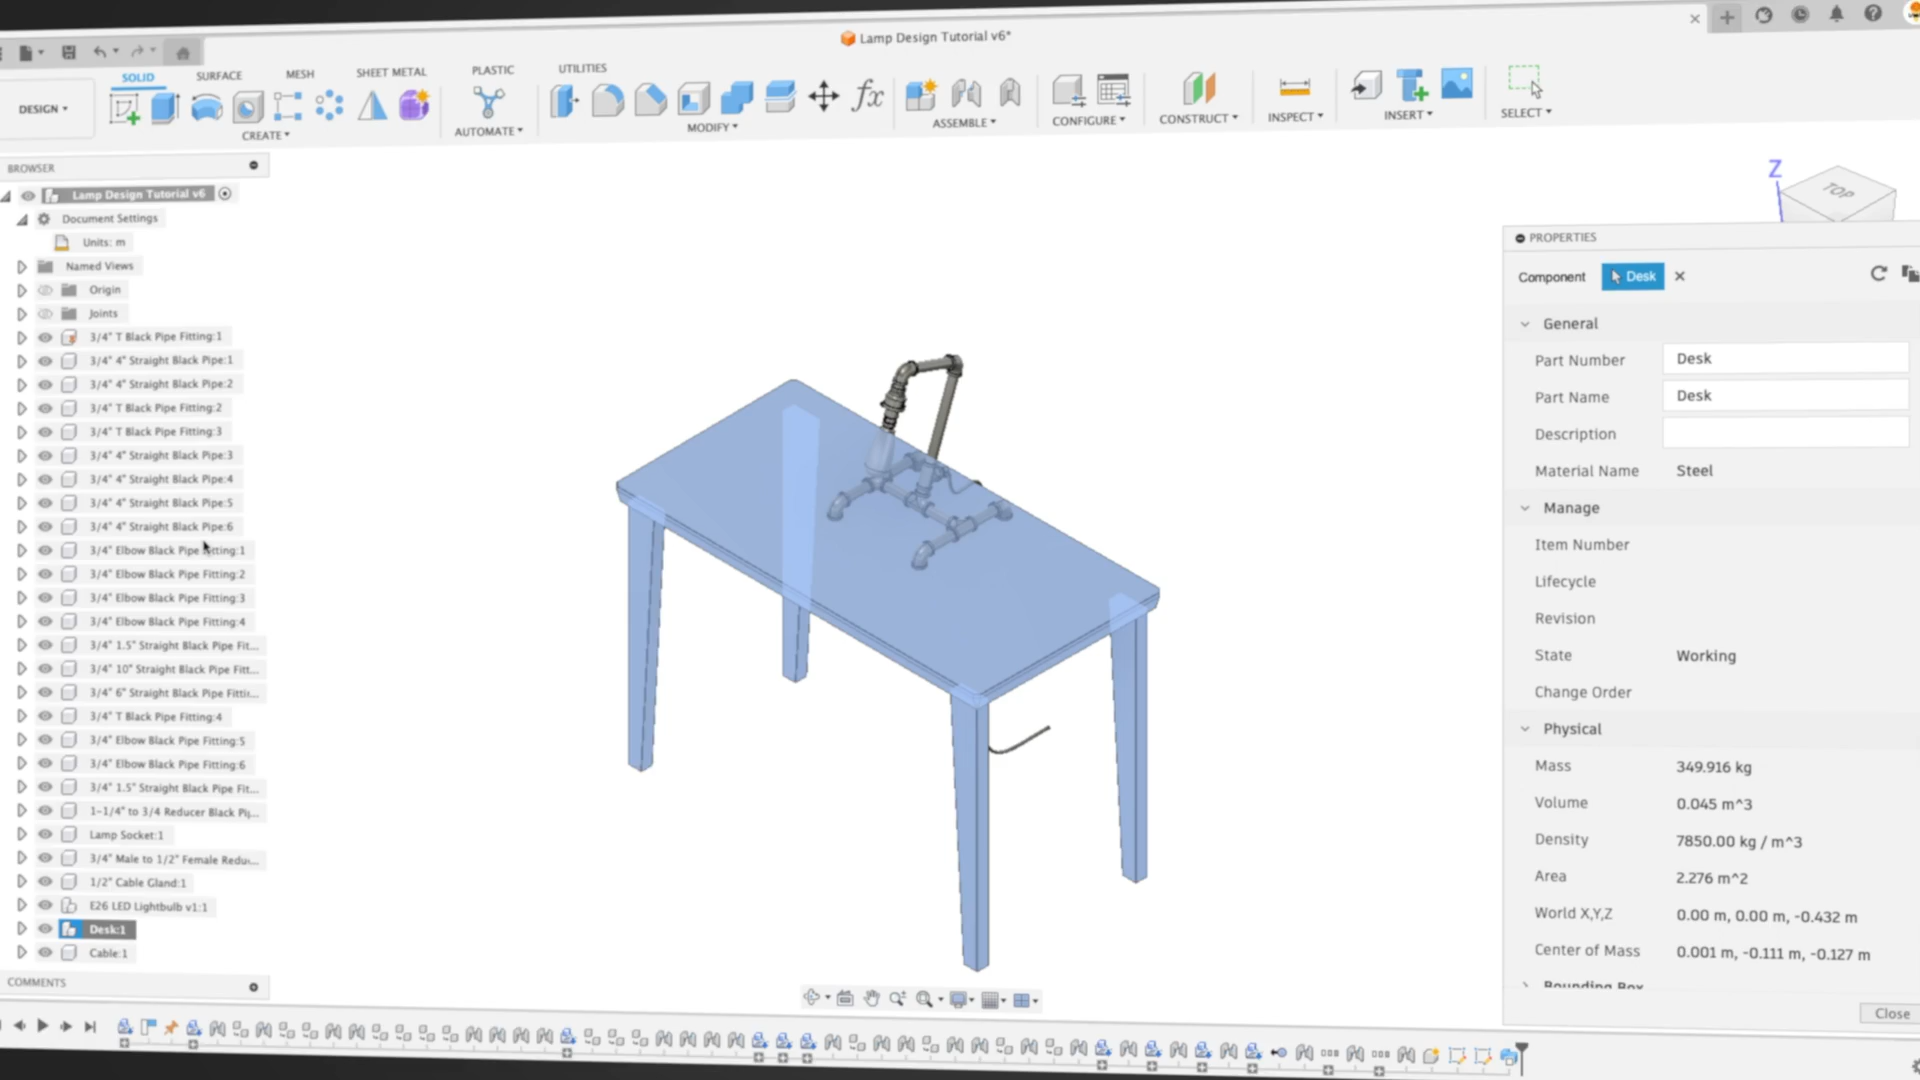 Lamp Design Tutorial v6*
DESIGN
SOLID
SURFACE
MESH
SHEET METAL
PLASTIC
UTILITIES
fx
CREATE
AUTOMATE
MODIFY
ASSEMBLE
CONFIGURE
CONSTRUCT
INSPECT
INSERT
SELECT
BROWSER
Lamp Design Tutorial v6
Document Settings
Units: m
Named Views
Origin
Joints
3/4" T Black Pipe Fitting:1
3/4" 4" Straight Black Pipe:1
3/4" 4" Straight Black Pipe:2
3/4" T Black Pipe Fitting:2
3/4" T Black Pipe Fitting:3
3/4" 4" Straight Black Pipe:3
3/4" 4" Straight Black Pipe:4
3/4" 4" Straight Black Pipe:5
3/4" 4" Straight Black Pipe:6
3/4" Elbow Black Pipe Fitting:1
3/4" Elbow Black Pipe Fitting:2
3/4" Elbow Black Pipe Fitting:3
3/4" Elbow Black Pipe Fitting:4
3/4" 1.5" Straight Black Pipe Fit...
3/4" 10" Straight Black Pipe Fitt...
3/4" 6" Straight Black Pipe Fittin...
3/4" T Black Pipe Fitting:4
3/4" Elbow Black Pipe Fitting:5
3/4" Elbow Black Pipe Fitting:6
3/4" 1.5" Straight Black Pipe Fit...
1-1/4" to 3/4 Reducer Black Pip...
Lamp Socket:1
3/4" Male to 1/2" Female Redu...
1/2" Cable Gland:1
E26 LED Lightbulb v1:1
Desk:1
Cable:1
COMMENTS
Z
TOP
PROPERTIES
Component Desk
General
Part Number Desk
Part Name Desk
Description
Material Name Steel
Manage
Item Number
Lifecycle
Revision
State Working
Change Order
Physical
Mass 349.916 kg
Volume 0.045 m^3
Density 7850.00 kg / m^3
Area 2.276 m^2
World X,Y,Z 0.00 m, 0.00 m, -0.432 m
Center of Mass 0.001 m, -0.111 m, -0.127 m
Bounding Box
Close